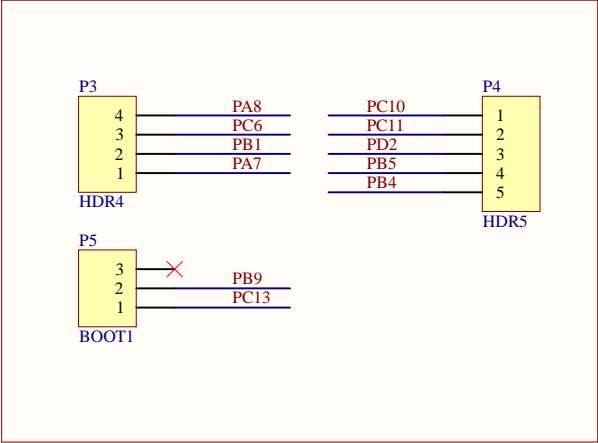 P3
4 PA8
3 PC6
2 PB1
1 PA7
HDR4
P4
PC10 1
PC11 2
PD2 3
PB5 4
PB4 5
HDR5
P5
3
2 PB9
1 PC13
BOOT1